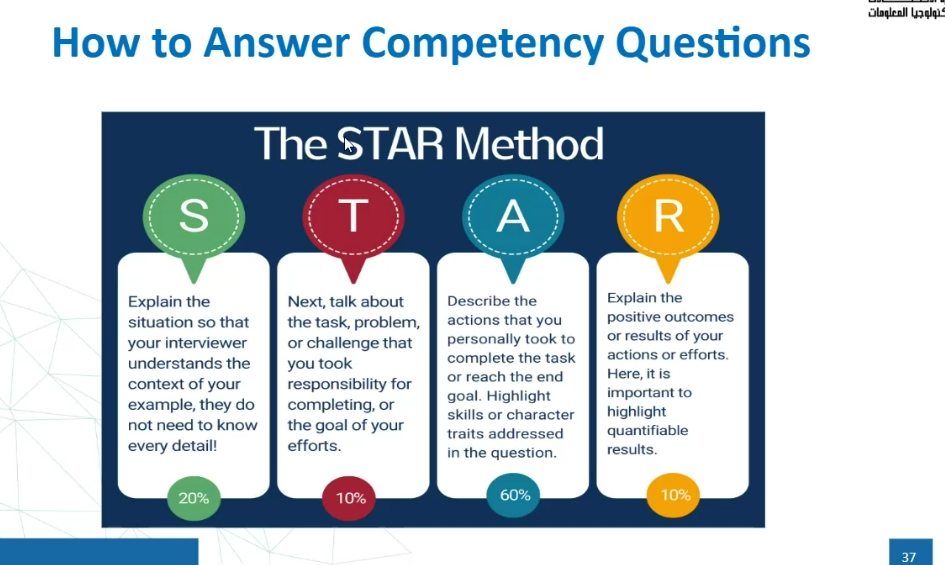 تكنولوجيا المعلومات
How to Answer Competency Questions
The STAR Method
S
T
A
R
Explain the
situation so that
your interviewer
understands the
context of your
example, they do
not need to know
every detail!
20%
Next, talk about
the task, problem,
or challenge that
you took
responsibility for
completing, or
the goal of your
efforts.
10%
Describe the
actions that you
personally took to
complete the task
or reach the end
goal. Highlight
skills or character
traits addressed
in the question.
60%
Explain the
positive outcomes
or results of your
actions or efforts.
Here, it is
important to
highlight
quantifiable
results.
10%
37